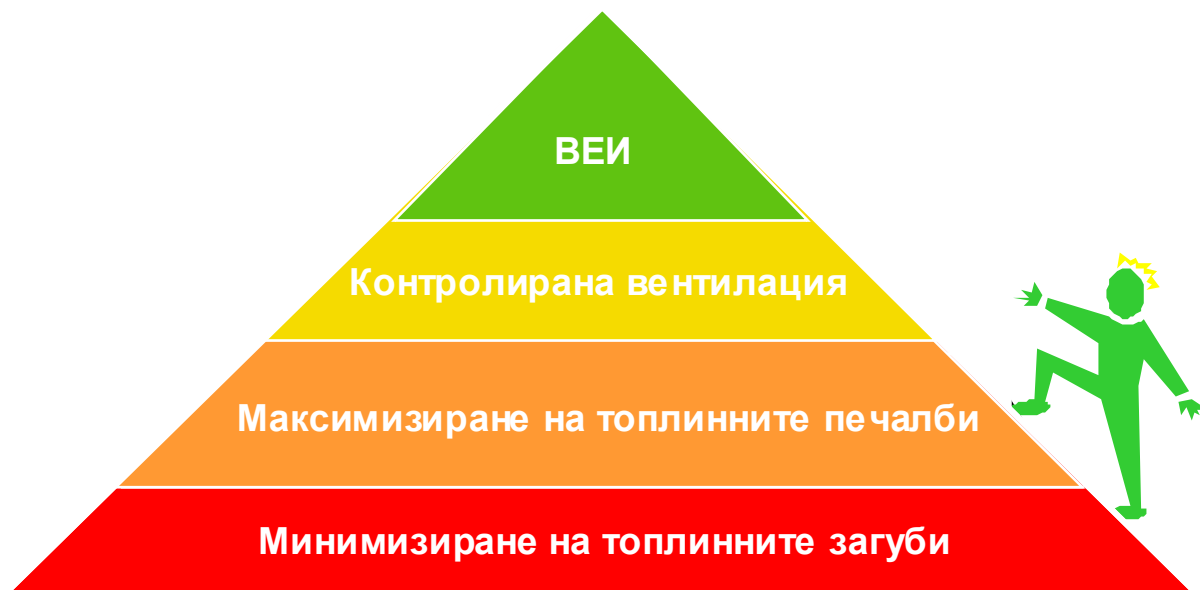 ВЕИ
Контролирана вентилация
Максимизиране на топлинните печалби
Минимизиране на топлинните загуби